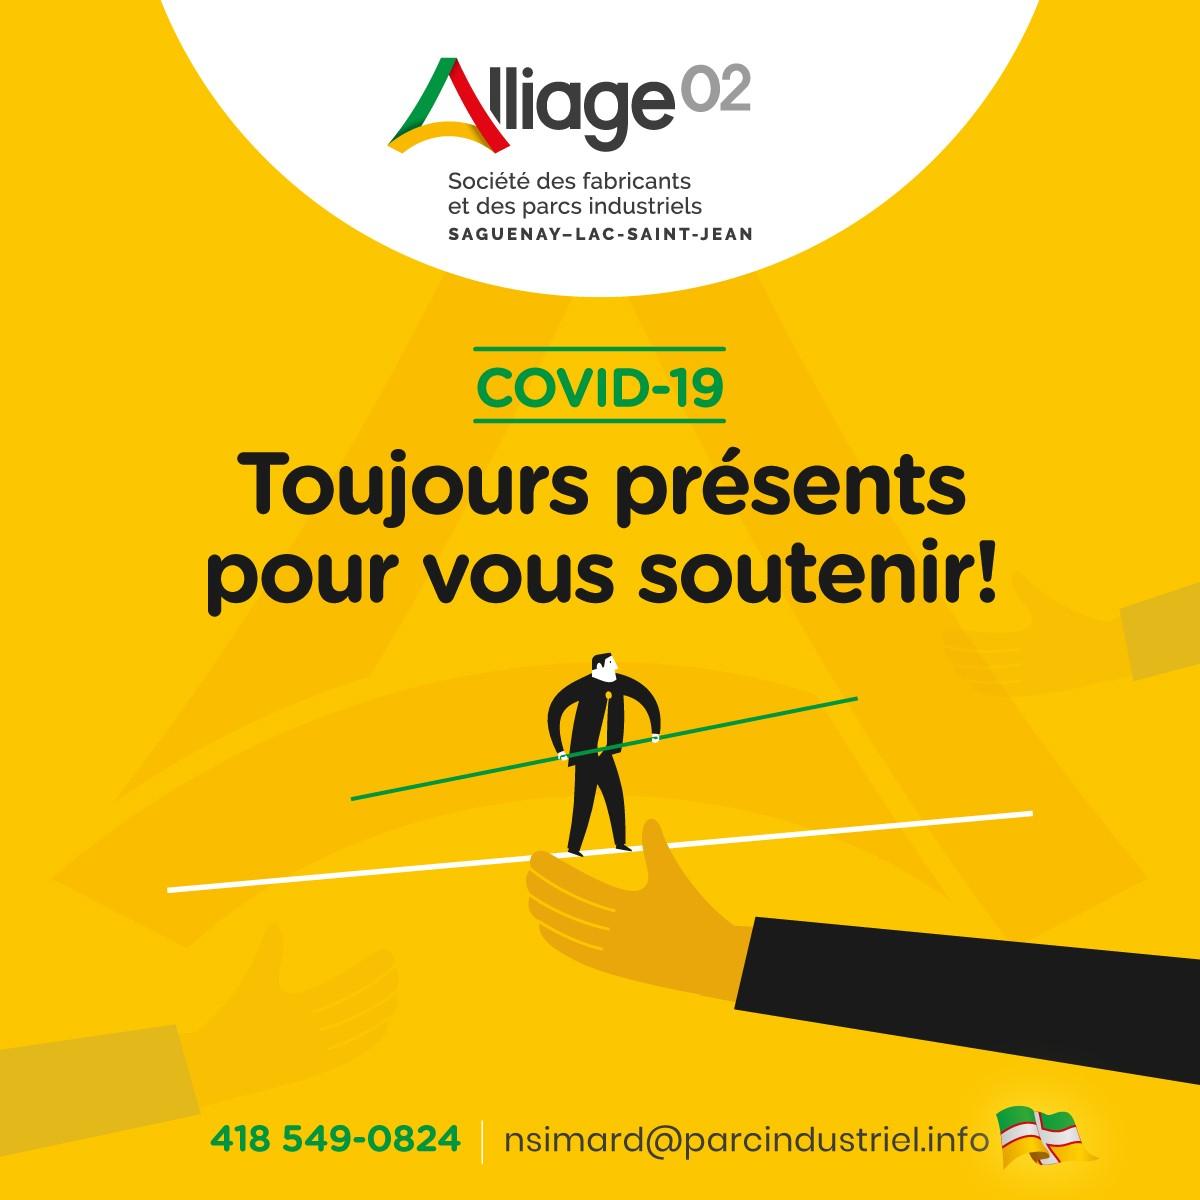 Alliage 02
Société des fabricants
et des parcs industriels
SAGUENAY–LAC-SAINT-JEAN
COVID-19
Toujours présents
pour vous soutenir!
418 549-0824 | nsimard@parcindustriel.info